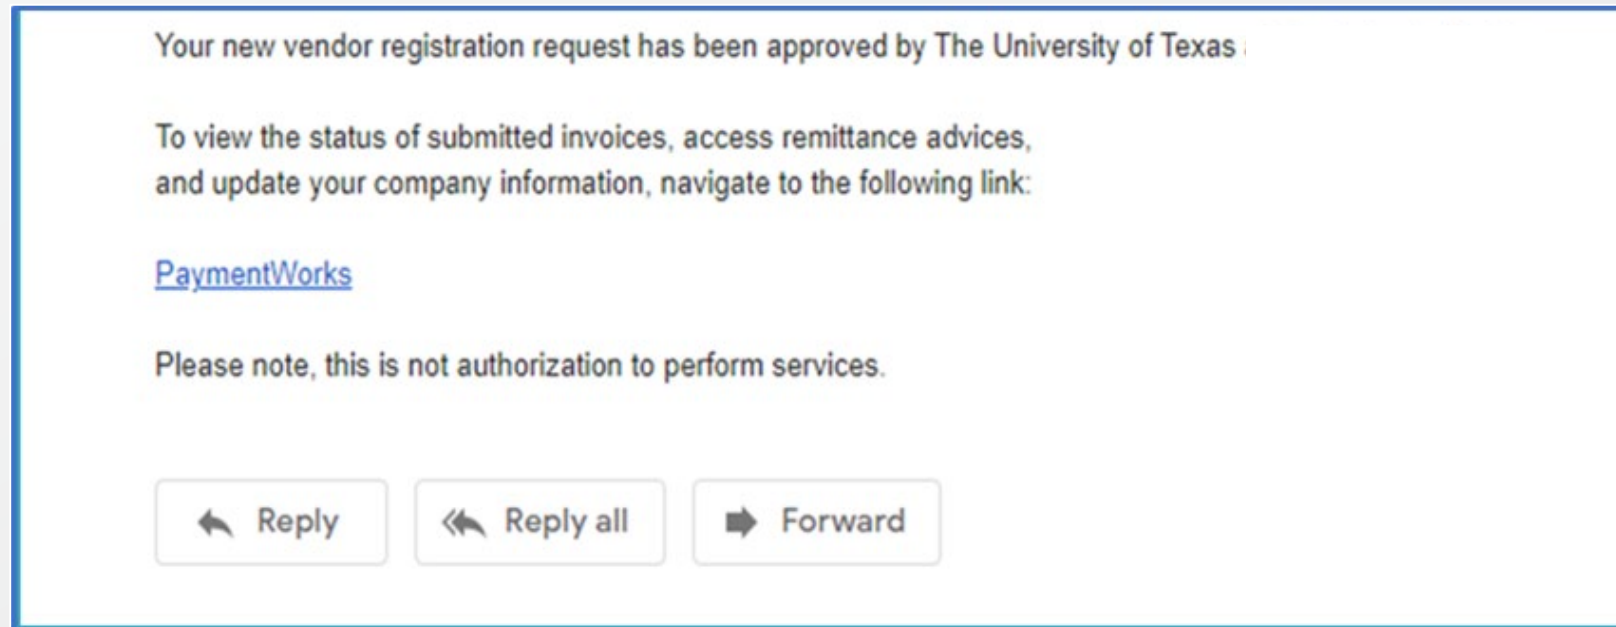 Your new vendor registration request has been approved by The University of Texas
To view the status of submitted invoices, access remittance advices,
and update your company information, navigate to the following link:
PaymentWorks
Please note, this is not authorization to perform services.
Reply Reply all Forward